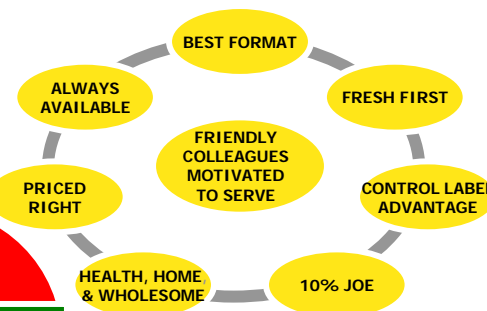 BEST FORMAT
ALWAYS
AVAILABLE
FRESH FIRST
FRIENDLY
COLLEAGUES
MOTIVATED
TO SERVE
PRICED
RIGHT
CONTROL LABEL
ADVANTAGE
HEALTH, HOME,
& WHOLESOME
10% JOE